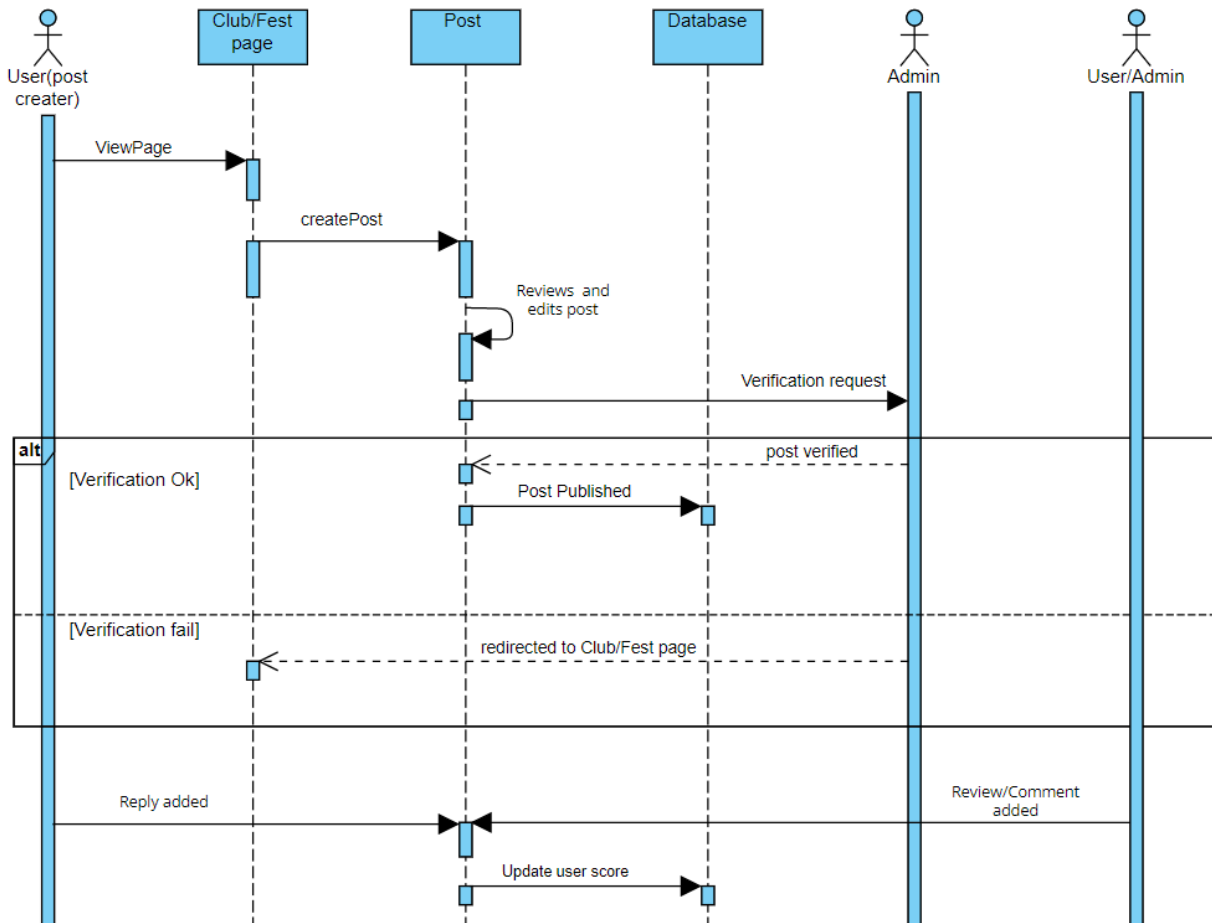 Club/Fest
page
Post
Database
User(post
creater)
Admin
User/Admin
ViewPage
createPost
Reviews and
edits post
Verification request
alt
post verified
[Verification Ok]
Post Published
[Verification fail]
redirected to Club/Fest page
Reply added
Review/Comment
added
Update user score